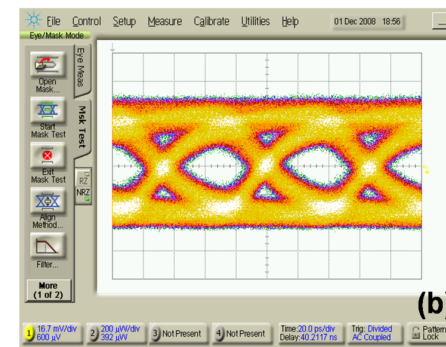 File Control Setup Measure Calibrate Utilities Help 01 Dec 2008 18:56
Eye/Mask Mode
Eye Meas
Msk Test
Open
Mask...
Start
Mask Test
Exit
Mask Test
RZ
NRZ
Align
Method...
Filter...
More
(1 of 2)
(b)
1) 16.7 mV/div
600 µV
2) 200 µW/div
392 µW
3) Not Present
4) Not Present
Time:20.0 ps/div
Delay:40.2117 ns
Trig: Divided
AC Coupled
Pattern
Lock